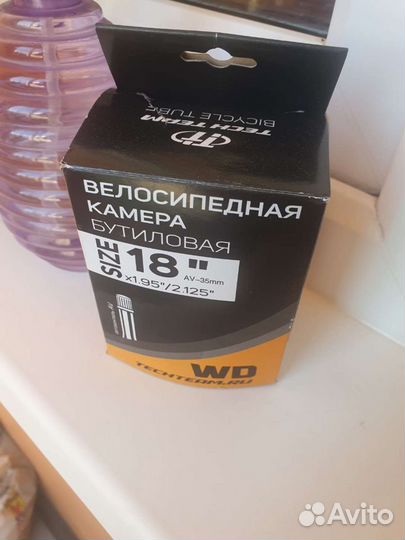 TECH TEAM
BICYCLE TUBE
ВЕЛОСИПЕДНАЯ
КАМЕРА
БУТИЛОВАЯ
SIZE
18"
AV-35mm
x1.95"/2.125"
WD
TECHTEAM.RU
Avito